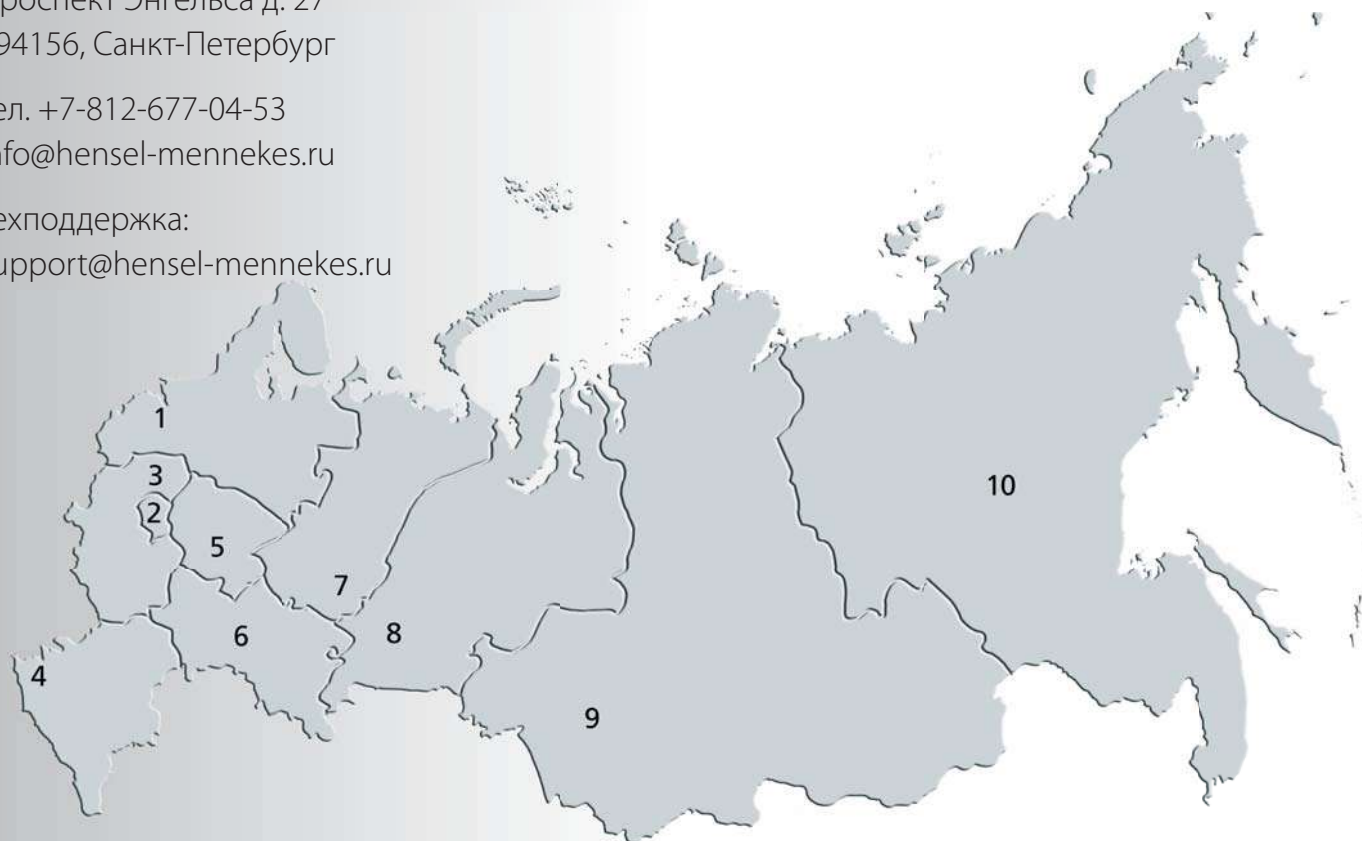 роспект Энгельса д. 27
94156, Санкт-Петербург
ел. +7-812-677-04-53
nfo@hensel-mennekes.ru
ехподдержка:
upport@hensel-mennekes.ru
1
3
2
5
10
7
8
6
4
9